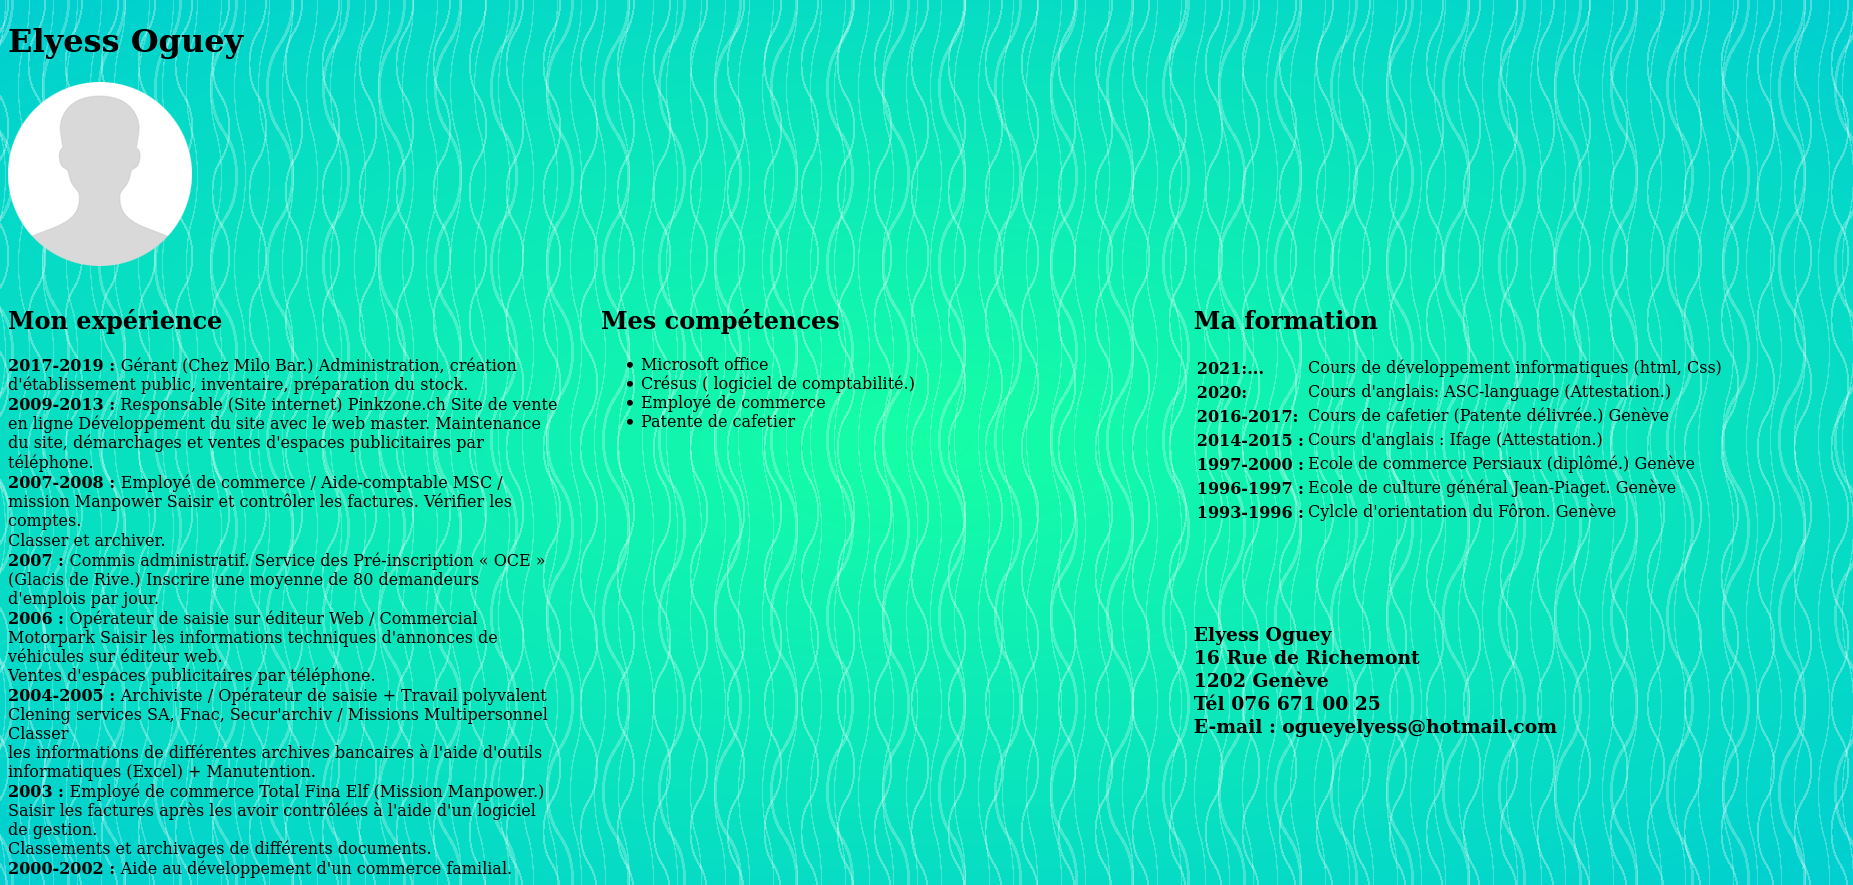 Elyess Oguey
Mon expérience
2017-2019 : Gérant (Chez Milo Bar.) Administration, création
d'établissement public, inventaire, préparation du stock.
2009-2013 : Responsable (Site internet) Pinkzone.ch Site de vente
en ligne Développement du site avec le web master. Maintenance
du site, démarchages et ventes d'espaces publicitaires par
téléphone.
2007-2008 : Employé de commerce / Aide-comptable MSC /
mission Manpower Saisir et contrôler les factures. Vérifier les
comptes.
Classer et archiver.
2007 : Commis administratif. Service des Pré-inscription « OCE »
(Glacis de Rive.) Inscrire une moyenne de 80 demandeurs
d'emplois par jour.
2006 : Opérateur de saisie sur éditeur Web / Commercial
Motorpark Saisir les informations techniques d'annonces de
véhicules sur éditeur web.
Ventes d'espaces publicitaires par téléphone.
2004-2005 : Archiviste / Opérateur de saisie + Travail polyvalent
Clening services SA, Fnac, Secur'archiv / Missions Multipersonnel
Classer
les informations de différentes archives bancaires à l'aide d'outils
informatiques (Excel) + Manutention.
2003 : Employé de commerce Total Fina Elf (Mission Manpower.)
Saisir les factures après les avoir contrôlées à l'aide d'un logiciel
de gestion.
Classements et archivages de différents documents.
2000-2002 : Aide au développement d'un commerce familial.
Mes compétences
• Microsoft office
• Crésus ( logiciel de comptabilité.)
• Employé de commerce
• Patente de cafetier
Ma formation
2021:... Cours de développement informatiques (html, Css)
2020: Cours d'anglais: ASC-language (Attestation.)
2016-2017: Cours de cafetier (Patente délivrée.) Genève
2014-2015 : Cours d'anglais : Ifage (Attestation.)
1997-2000 : Ecole de commerce Persiaux (diplômé.) Genève
1996-1997 : Ecole de culture général Jean-Piaget. Genève
1993-1996 : Cylcle d'orientation du Fôron. Genève
Elyess Oguey
16 Rue de Richemont
1202 Genève
Tél 076 671 00 25
E-mail : ogueyelyess@hotmail.com